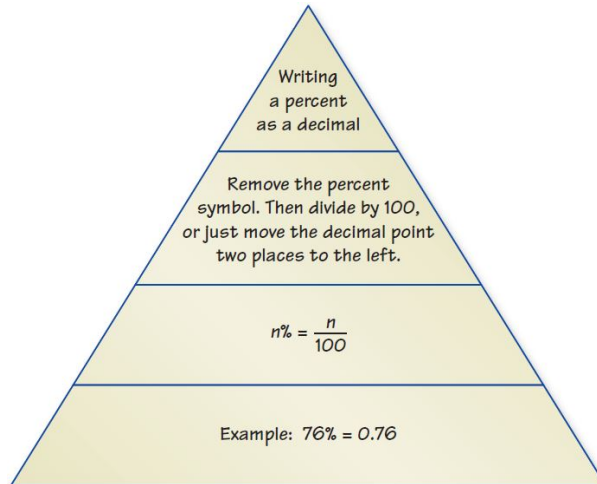 Writing
a percent
as a decimal
Remove the percent
symbol. Then divide by 100,
or just move the decimal point
two places to the left.
n% = n/100
Example: 76% = 0.76